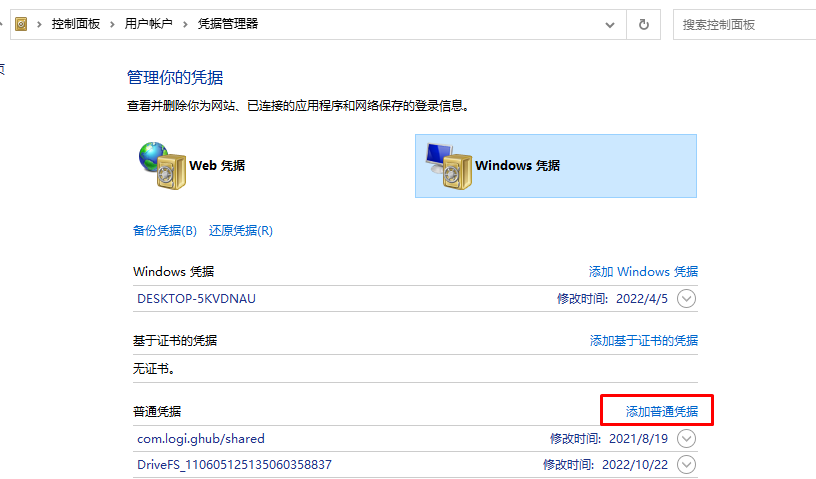 控制面板 > 用户帐户 > 凭据管理器
搜索控制面板
页
管理你的凭据
查看并删除你为网站、已连接的应用程序和网络保存的登录信息。
Web 凭据
Windows 凭据
备份凭据(B) 还原凭据(R)
Windows 凭据 添加 Windows 凭据
DESKTOP-5KVDNAU 修改时间: 2022/4/5
基于证书的凭据 添加基于证书的凭据
无证书。
普通凭据 添加普通凭据
com.logi.ghub/shared 修改时间: 2021/8/19
DriveFS_110605125135060358837 修改时间: 2022/10/22